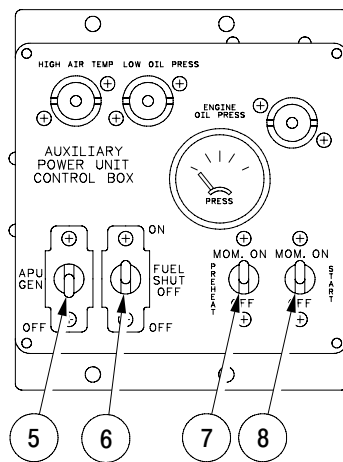 HIGH AIR TEMP LOW OIL PRESS
ENGINE
OIL PRESS
AUXILIARY
POWER UNIT
CONTROL BOX
PRESS
ON
APU
GEN
FUEL
SHUT
OFF
OFF
OFF
PREHEAT
MOM. ON
OFF
MOM. ON
OFF
START
5
6
7
8